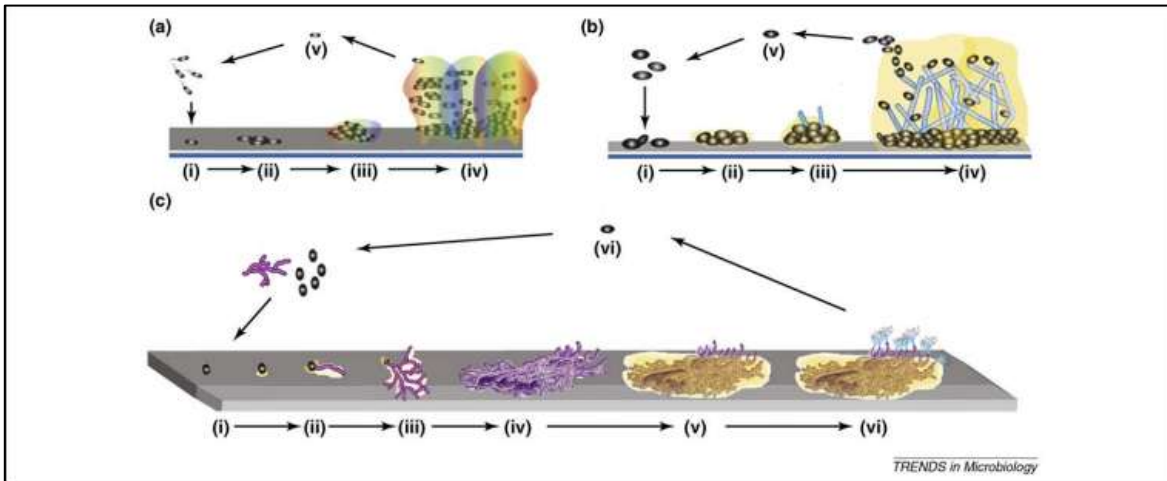 (a)
(v)
(i) (ii) (iii) (iv)
(b)
(v)
(i) (ii) (iii) (iv)
(c)
(vi)
(i) (ii) (iii) (iv) (v) (vi)
TRENDS in Microbiology